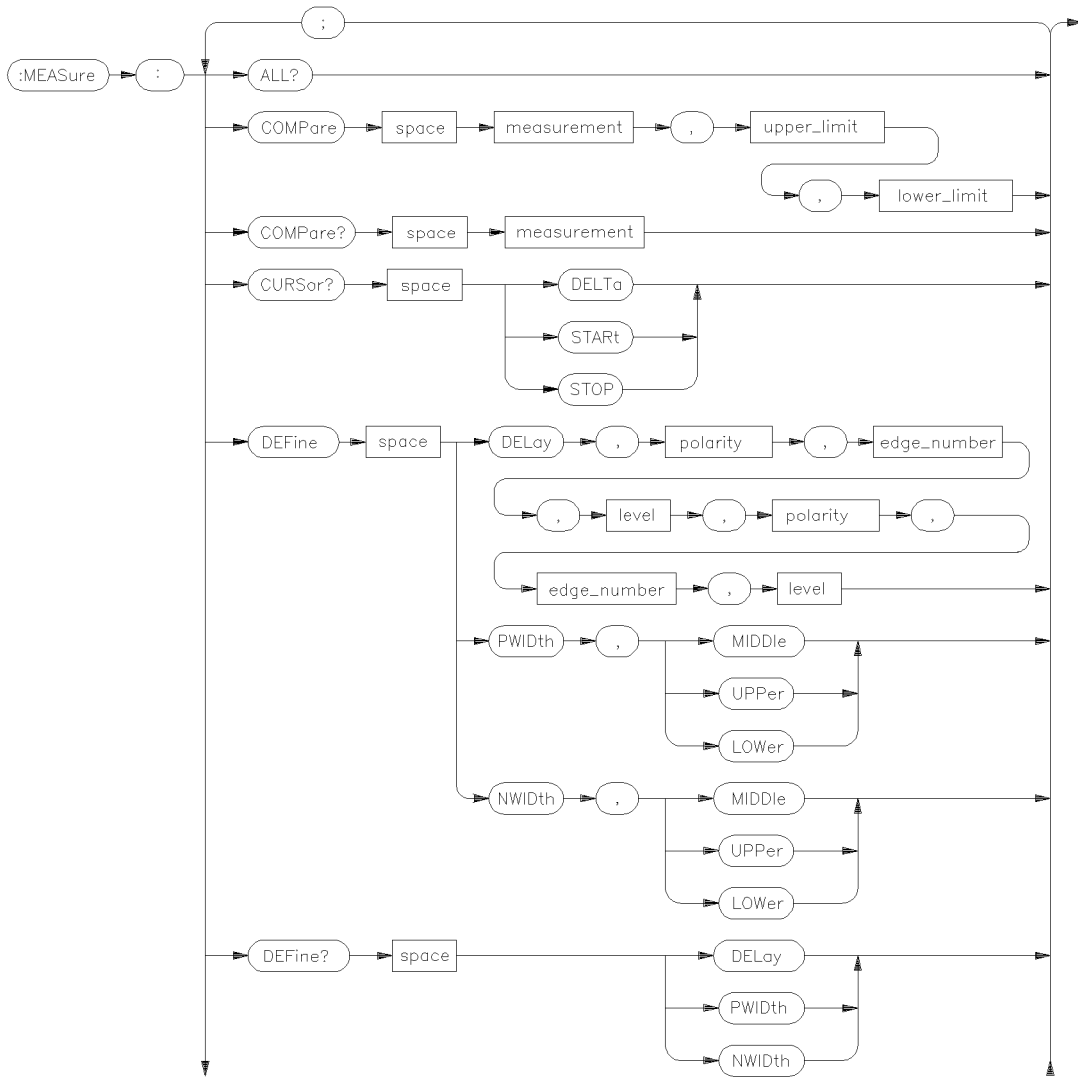 ;
:MEASure : ALL?
COMPare space measurement , upper_limit
, lower_limit
COMPare? space measurement
CURSor? space DELTa
STARt
STOP
DEFine space DELay , polarity , edge_number
, level , polarity ,
edge_number , level
PWIDth , MIDDle
UPPer
LOWer
NWIDth , MIDDle
UPPer
LOWer
DEFine? space DELay
PWIDth
NWIDth